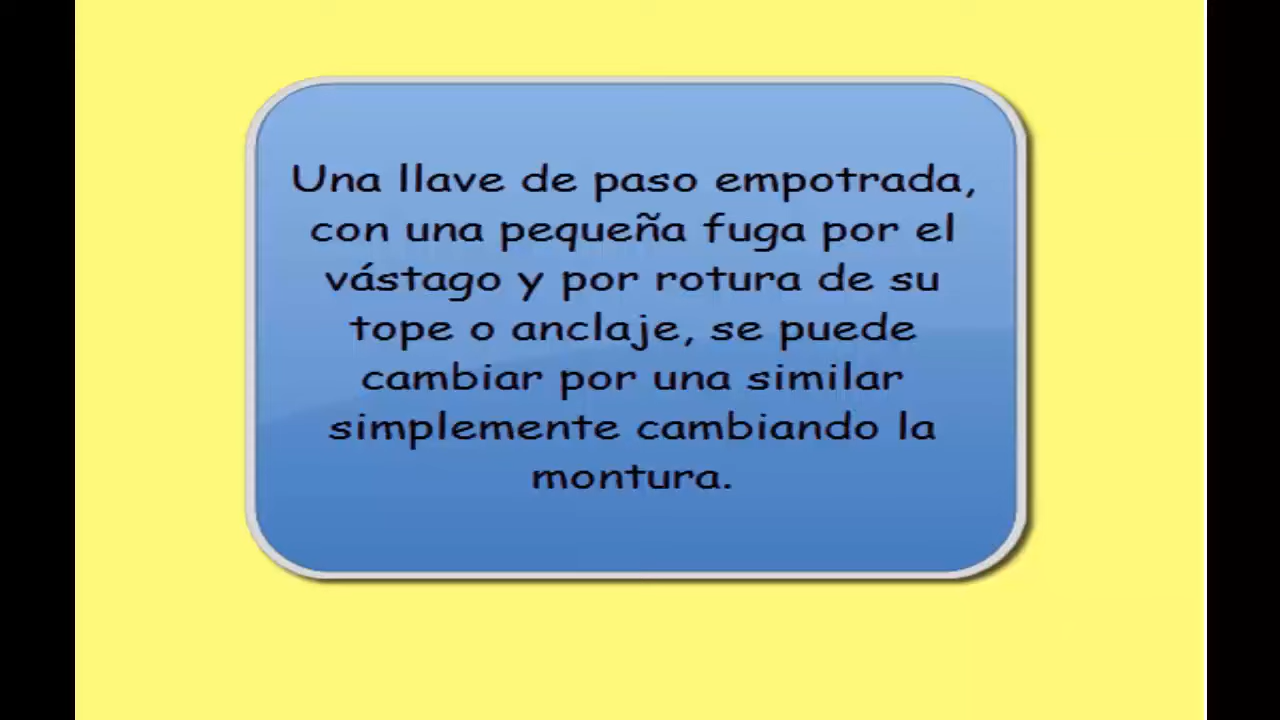 Una llave de paso empotrada,
con una pequeña fuga por el
vástago y por rotura de su
tope o anclaje, se puede
cambiar por una similar
simplemente cambiando la
montura.